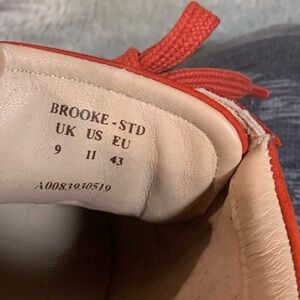 BROOKE - STD
UK US EU
9 11 43
A0083930519